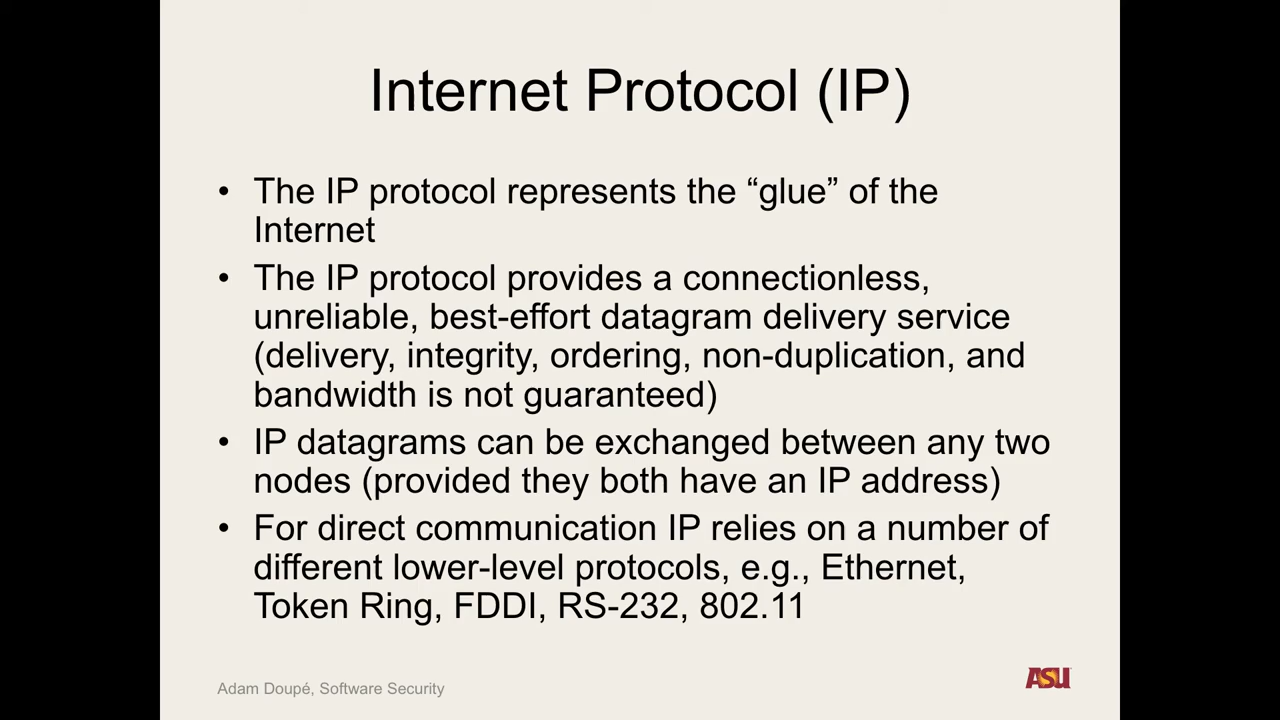 Internet Protocol (IP)
• The IP protocol represents the “glue” of the
Internet
• The IP protocol provides a connectionless,
unreliable, best-effort datagram delivery service
(delivery, integrity, ordering, non-duplication, and
bandwidth is not guaranteed)
• IP datagrams can be exchanged between any two
nodes (provided they both have an IP address)
• For direct communication IP relies on a number of
different lower-level protocols, e.g., Ethernet,
Token Ring, FDDI, RS-232, 802.11
Adam Doupé, Software Security
ASU